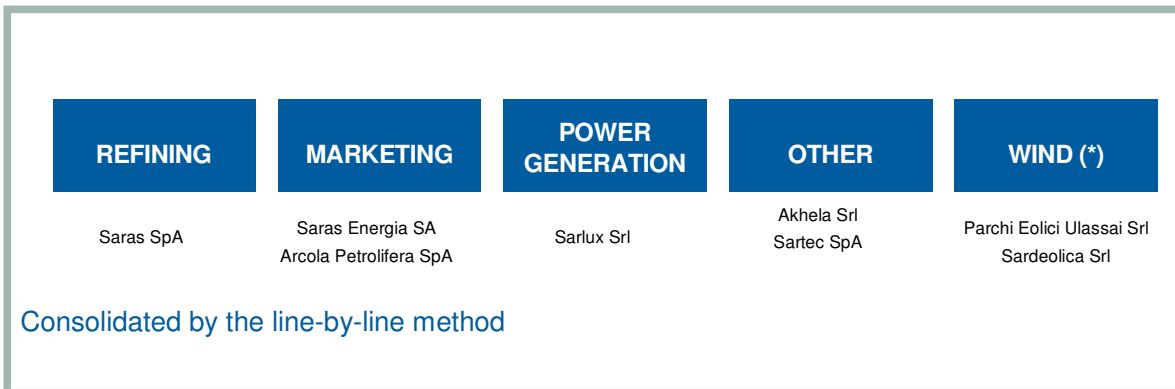 REFINING
MARKETING
POWER
GENERATION
OTHER
WIND (*)
Saras SpA
Saras Energia SA
Arcola Petrolifera SpA
Sarlux Srl
Akhela Srl
Sartec SpA
Parchi Eolici Ulassai Srl
Sardeolica Srl
Consolidated by the line-by-line method